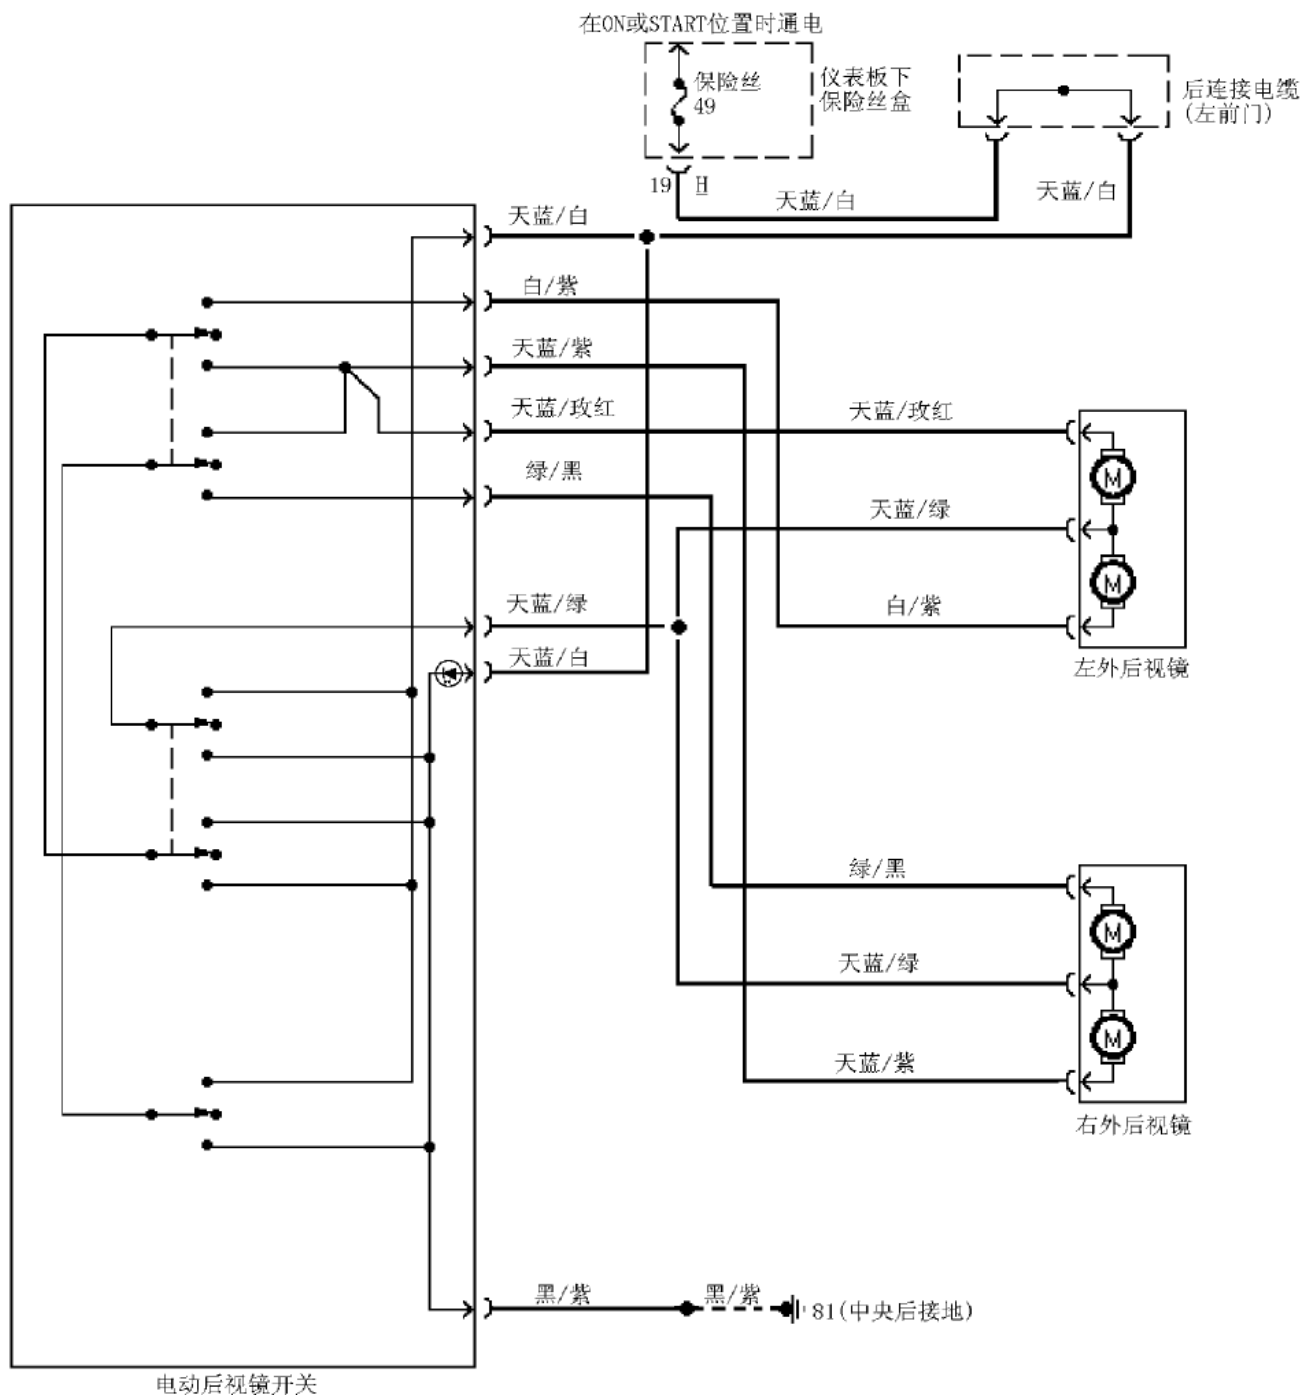 在ON或START位置时通电
保险丝
49
仪表板下
保险丝盒
后连接电缆
(左前门)
19 H
天蓝/白
天蓝/白
天蓝/白
白/紫
天蓝/紫
天蓝/玫红
天蓝/玫红
绿/黑
天蓝/绿
M
M
天蓝/绿
白/紫
天蓝/白
左外后视镜
绿/黑
M
天蓝/绿
M
天蓝/紫
右外后视镜
黑/紫
黑/紫
81(中央后接地)
电动后视镜开关